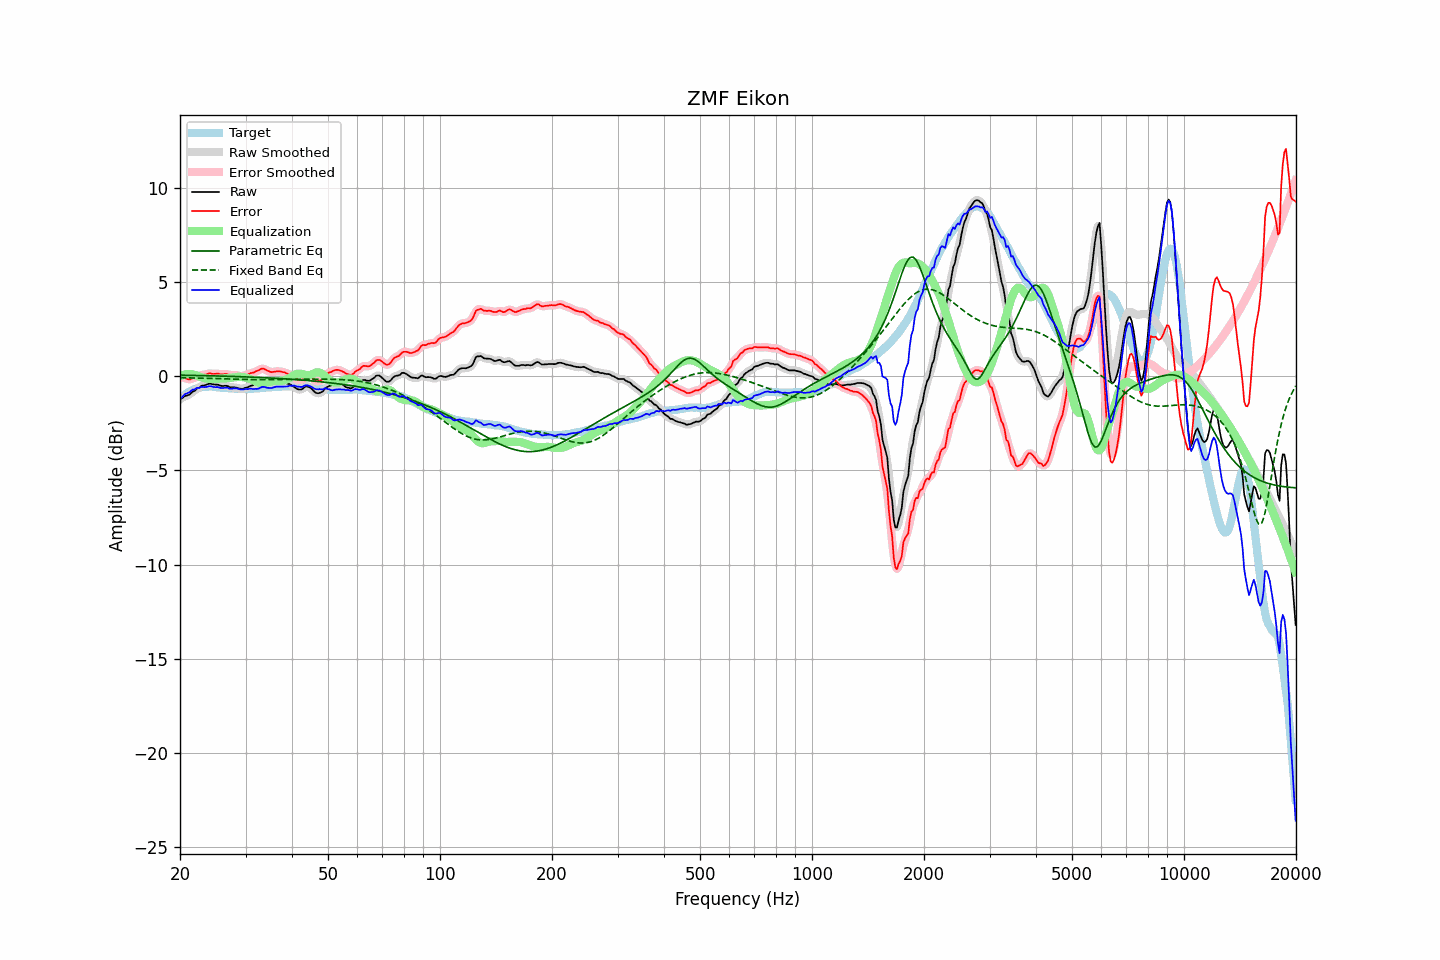 ZMF Eikon
Target
Raw Smoothed
Error Smoothed
Raw
Error
Equalization
Parametric Eq
Fixed Band Eq
Equalized
10
5
0
−5
−10
−15
−20
−25
Amplitude (dBr)
20 50 100 200 500 1000 2000 5000 10000 20000
Frequency (Hz)